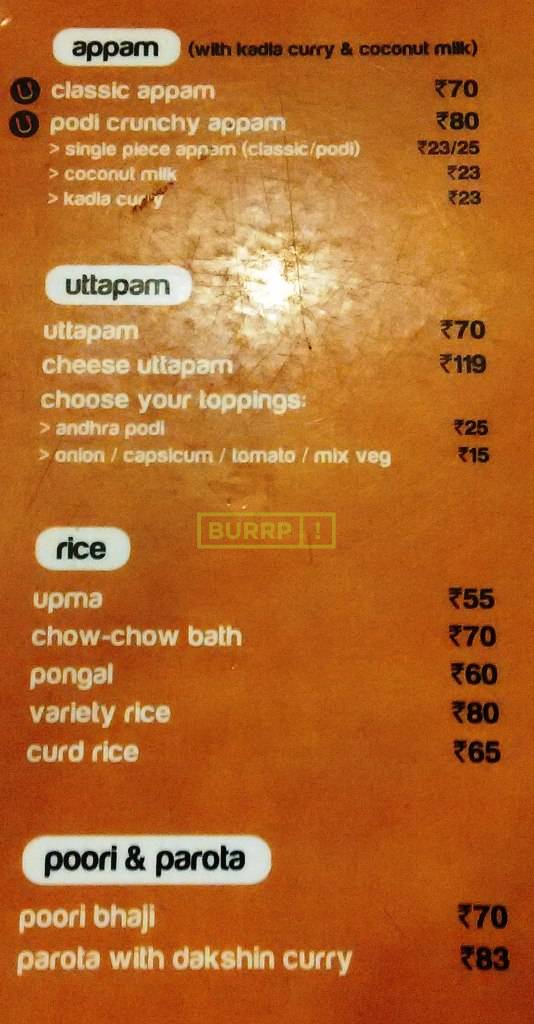 appam (with kadla curry & coconut milk)
U classic appam ₹70
U podi crunchy appam ₹80
> single piece appam (classic/podi) ₹23/25
> coconut milk ₹23
> kadla curry ₹23
uttapam
uttapam ₹70
cheese uttapam ₹119
choose your toppings:
> andhra podi ₹25
> onion / capsicum / tomato / mix veg ₹15
BURRP !
rice
upma ₹55
chow-chow bath ₹70
pongal ₹60
variety rice ₹80
curd rice ₹65
poori & parota
poori bhaji ₹70
parota with dakshin curry ₹83